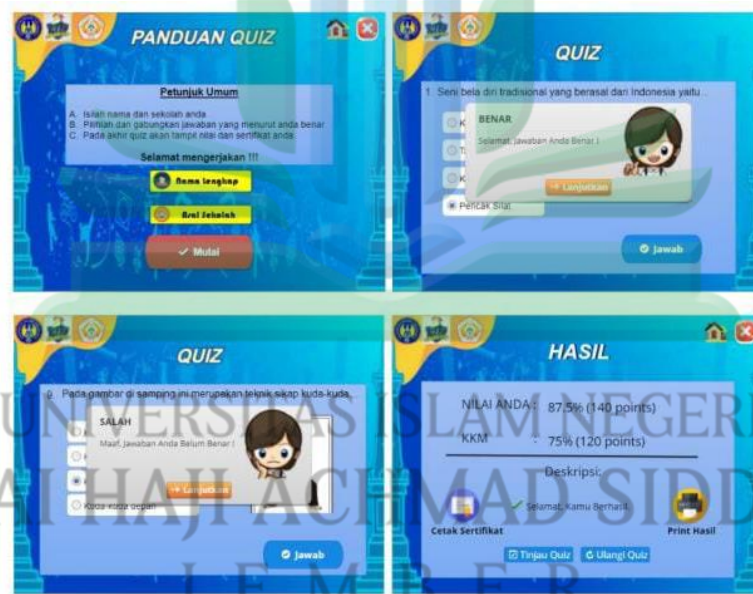 PANDUAN QUIZ
Petunjuk Umum
A. Isilah nama dan sekolah anda
B. Pilihlah dan gabungkan jawaban yang menurut anda benar
C. Pada akhir quiz akan tampil nilai dan sertifikat anda
Selamat mengerjakan !!!
Nama Lengkap
Asal Sekolah
Mulai
QUIZ
1. Seni bela diri tradisional yang berasal dari Indonesia yaitu...
BENAR
Selamat, Jawaban Anda Benar !
Lanjutkan
Pencak Silat
Jawab
QUIZ
Pada gambar di samping ini merupakan teknik sikap kuda-kuda
SALAH
Maaf, Jawaban Anda Belum Benar !
Lanjutkan
Kuda-kuda depan
Jawab
HASIL
NILAI ANDA : 87.5% (140 points)
KKM : 75% (120 points)
Deskripsi:
Selamat, Kamu Berhasil
Cetak Sertifikat
Print Hasil
Tinjau Quiz
Ulangi Quiz
UNIVERSITAS ISLAM NEGERI
HAJI ACHMAD SIDD
JEMBER